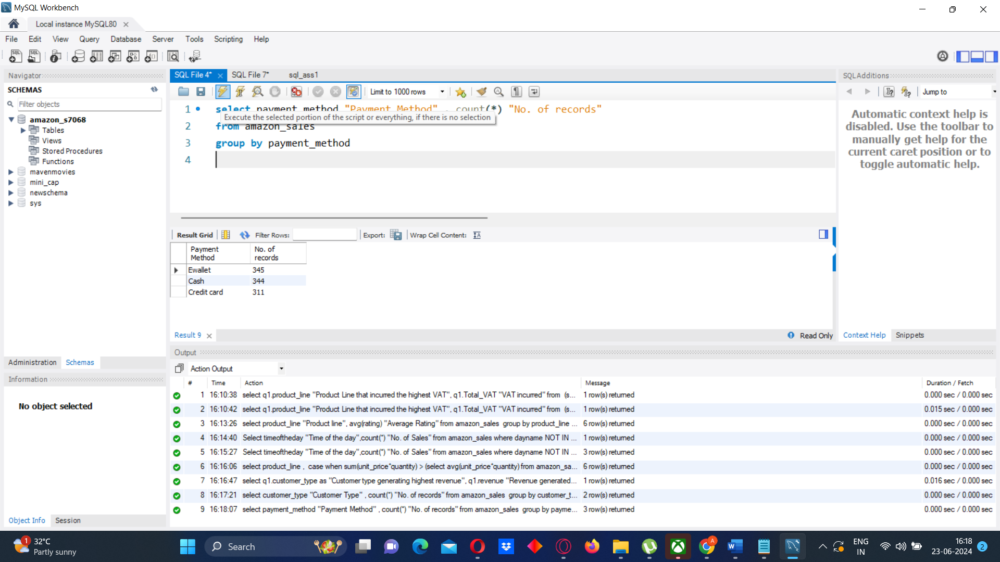 MySQL Workbench
Local instance MySQL80
File Edit View Query Database Server Tools Scripting Help
Navigator
SCHEMAS
Filter objects
amazon_s7068
Tables
Views
Stored Procedures
Functions
mavenmovies
mini_cap
newschema
sys
Administration Schemas
Information
No object selected
Object Info Session
SQL File 4* SQL File 7* sql_ass1
Limit to 1000 rows
1 select payment_method "Payment Method" , count(*) "No. of records"
Execute the selected portion of the script or everything, if there is no selection
2 from amazon_sales
3 group by payment_method
4
Result Grid Filter Rows: Export: Wrap Cell Content:
Payment Method No. of records
Ewallet 345
Cash 344
Credit card 311
Result 9 Read Only
Output
Action Output
# Time Action Message Duration / Fetch
1 16:10:38 select q1.product_line "Product Line that incurred the highest VAT", q1.Total_VAT "VAT incurred" from (s... 1 row(s) returned 0.000 sec / 0.000 sec
2 16:10:42 select q1.product_line "Product Line that incurred the highest VAT", q1.Total_VAT "VAT incurred" from (s... 1 row(s) returned 0.015 sec / 0.000 sec
3 16:13:26 select product_line "Product line", avg(rating) "Average Rating" from amazon_sales group by product_line ... 6 row(s) returned 0.000 sec / 0.000 sec
4 16:14:40 Select timeoftheday "Time of the day",count(*) "No. of Sales" from amazon_sales where dayname NOT IN ... 1 row(s) returned 0.000 sec / 0.000 sec
5 16:15:27 Select timeoftheday "Time of the day",count(*) "No. of Sales" from amazon_sales where dayname NOT IN ... 3 row(s) returned 0.000 sec / 0.000 sec
6 16:16:06 select product_line , case when sum(unit_price*quantity) > (select avg(unit_price*quantity) from amazon_sa... 6 row(s) returned 0.000 sec / 0.000 sec
7 16:16:47 select q1.customer_type as "Customer type generating highest revenue", q1.revenue "Revenue generated... 1 row(s) returned 0.016 sec / 0.000 sec
8 16:17:21 select customer_type "Customer Type" , count(*) "No. of records" from amazon_sales group by customer_t... 2 row(s) returned 0.000 sec / 0.000 sec
9 16:18:07 select payment_method "Payment Method" , count(*) "No. of records" from amazon_sales group by payme... 3 row(s) returned 0.000 sec / 0.000 sec
SQLAdditions
Jump to
Automatic context help is
disabled. Use the toolbar to
manually get help for the
current caret position or to
toggle automatic help.
Context Help Snippets
1 32°C
Partly sunny
Search
A
ENG
IN
16:18
23-06-2024
2